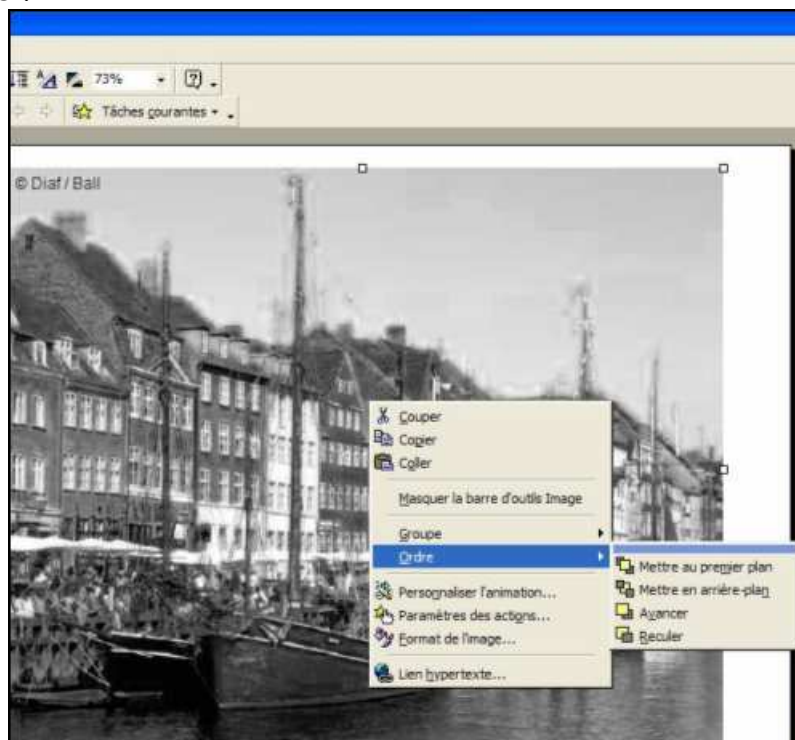 73%
Tâches courantes
© Diaf / Ball
Couper
Copier
Coller
Masquer la barre d'outils Image
Groupe
Ordre
Mettre au premier plan
Personnaliser l'animation...
Mettre en arrière-plan
Paramètres des actions...
Avancer
Format de l'image...
Reculer
Lien hypertexte...